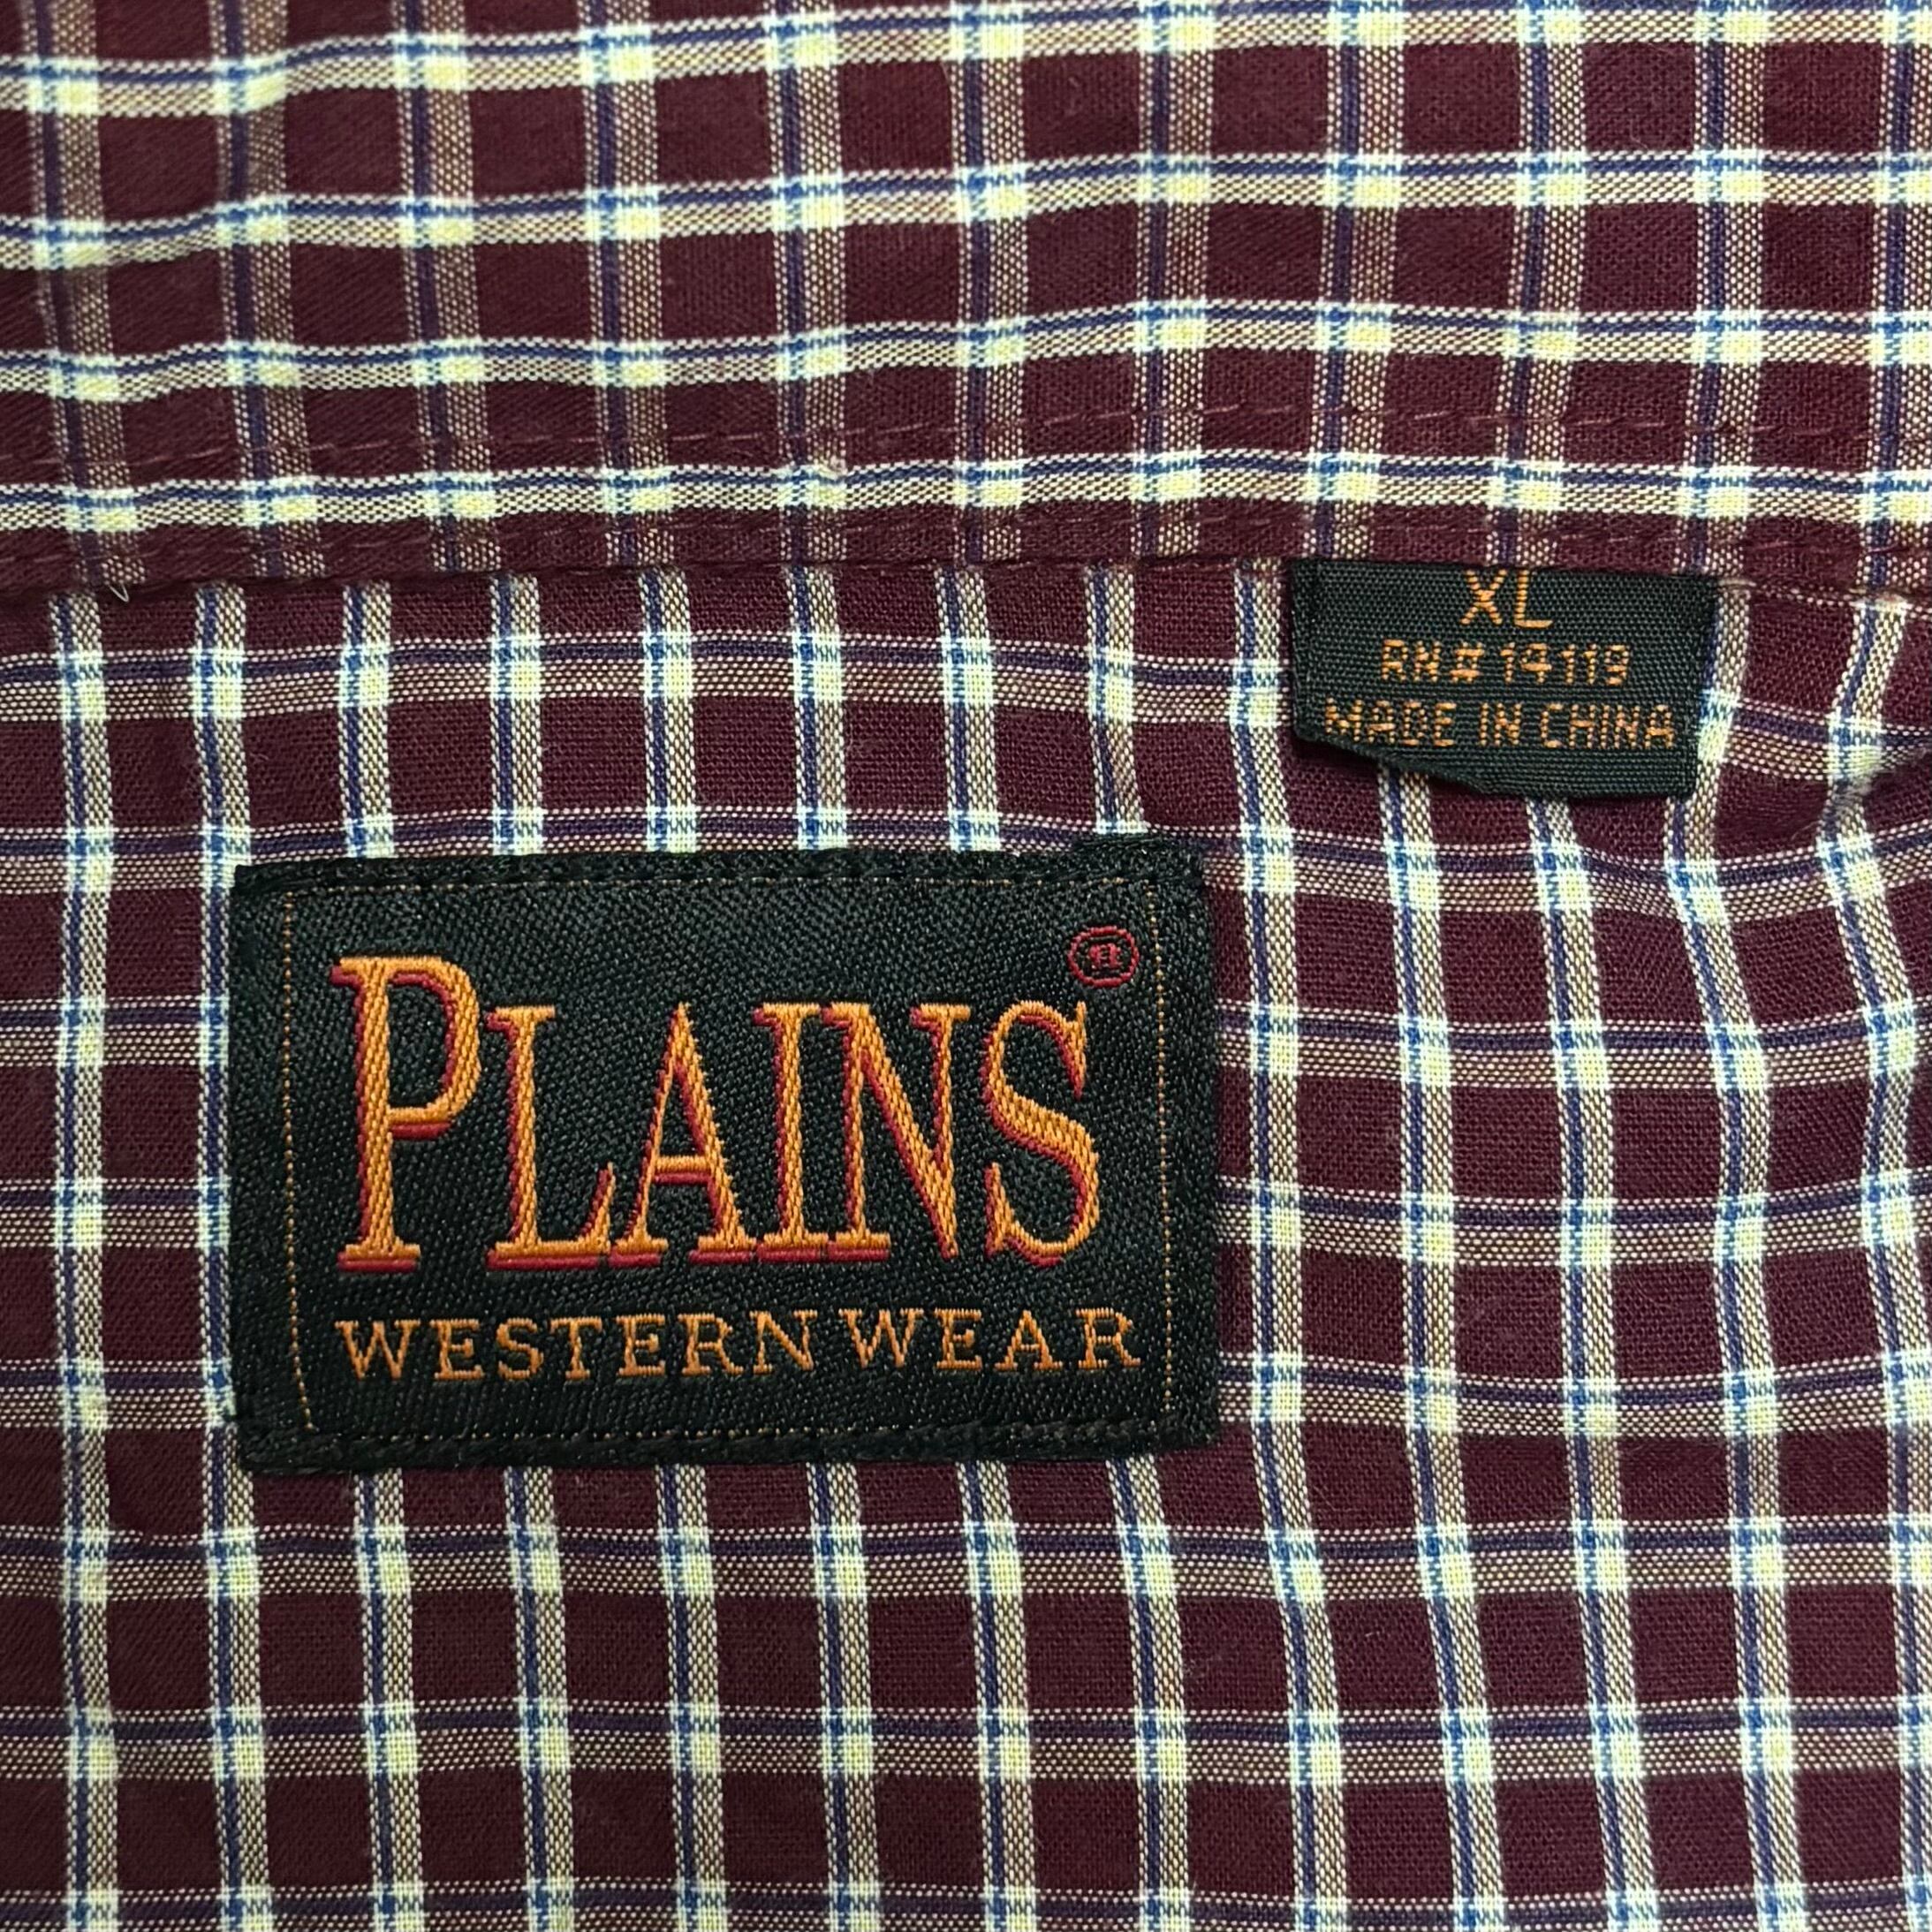 XL
RN# 14119
MADE IN CHINA
PLAINS ®
WESTERN WEAR